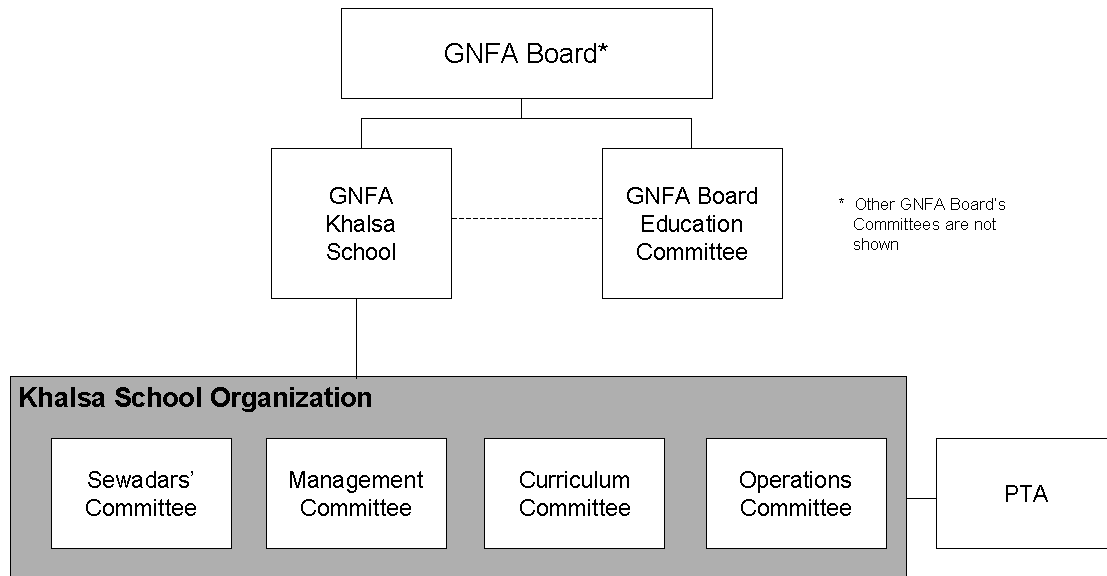 GNFA Board*
GNFA
Khalsa
School
GNFA Board
Education
Committee
* Other GNFA Board's
Committees are not
shown
Khalsa School Organization
Sewadars'
Committee
Management
Committee
Curriculum
Committee
Operations
Committee
PTA